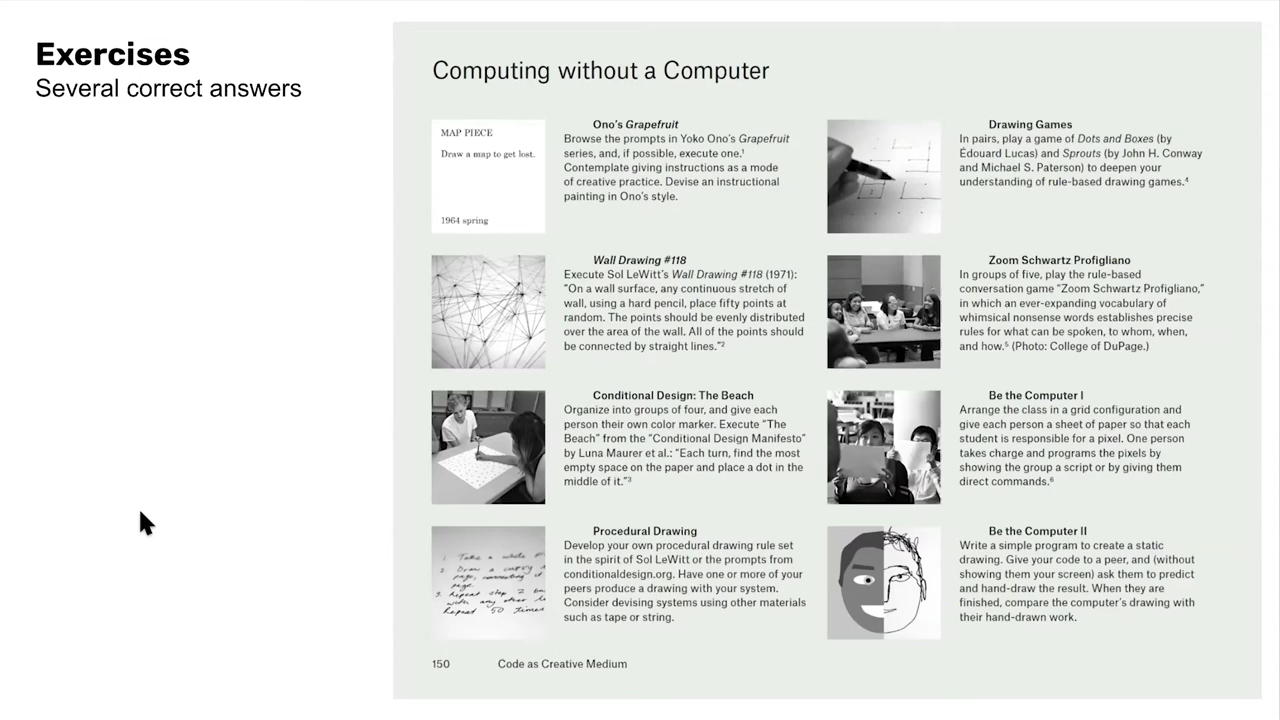 Exercises
Several correct answers
Computing without a Computer
MAP PIECE
Draw a map to get lost.
1964 spring
Ono's Grapefruit
Browse the prompts in Yoko Ono's Grapefruit
series, and, if possible, execute one.¹
Contemplate giving instructions as a mode
of creative practice. Devise an instructional
painting in Ono's style.
Wall Drawing #118
Execute Sol LeWitt's Wall Drawing #118 (1971):
"On a wall surface, any continuous stretch of
wall, using a hard pencil, place fifty points at
random. The points should be evenly distributed
over the area of the wall. All of the points should
be connected by straight lines."²
Conditional Design: The Beach
Organize into groups of four, and give each
person their own color marker. Execute "The
Beach" from the "Conditional Design Manifesto"
by Luna Maurer et al.: "Each turn, find the most
empty space on the paper and place a dot in the
middle of it."³
1. Take a white
2. Draw a
page, connecting
page.
3. Repeat step 2
with any other
Repeat 50 times
Procedural Drawing
Develop your own procedural drawing rule set
in the spirit of Sol LeWitt or the prompts from
conditionaldesign.org. Have one or more of your
peers produce a drawing with your system.
Consider devising systems using other materials
such as tape or string.
Drawing Games
In pairs, play a game of Dots and Boxes (by
Édouard Lucas) and Sprouts (by John H. Conway
and Michael S. Paterson) to deepen your
understanding of rule-based drawing games.⁴
Zoom Schwartz Profigliano
In groups of five, play the rule-based
conversation game "Zoom Schwartz Profigliano,"
in which an ever-expanding vocabulary of
whimsical nonsense words establishes precise
rules for what can be spoken, to whom, when,
and how.⁵ (Photo: College of DuPage.)
Be the Computer I
Arrange the class in a grid configuration and
give each person a sheet of paper so that each
student is responsible for a pixel. One person
takes charge and programs the pixels by
showing the group a script or by giving them
direct commands.⁶
Be the Computer II
Write a simple program to create a static
drawing. Give your code to a peer, and (without
showing them your screen) ask them to predict
and hand-draw the result. When they are
finished, compare the computer's drawing with
their hand-drawn work.
150
Code as Creative Medium